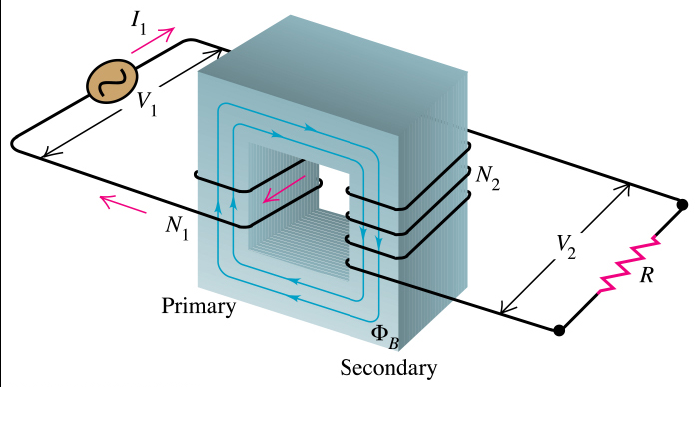 I1
V1
N1
N2
V2
R
Primary
ΦB
Secondary